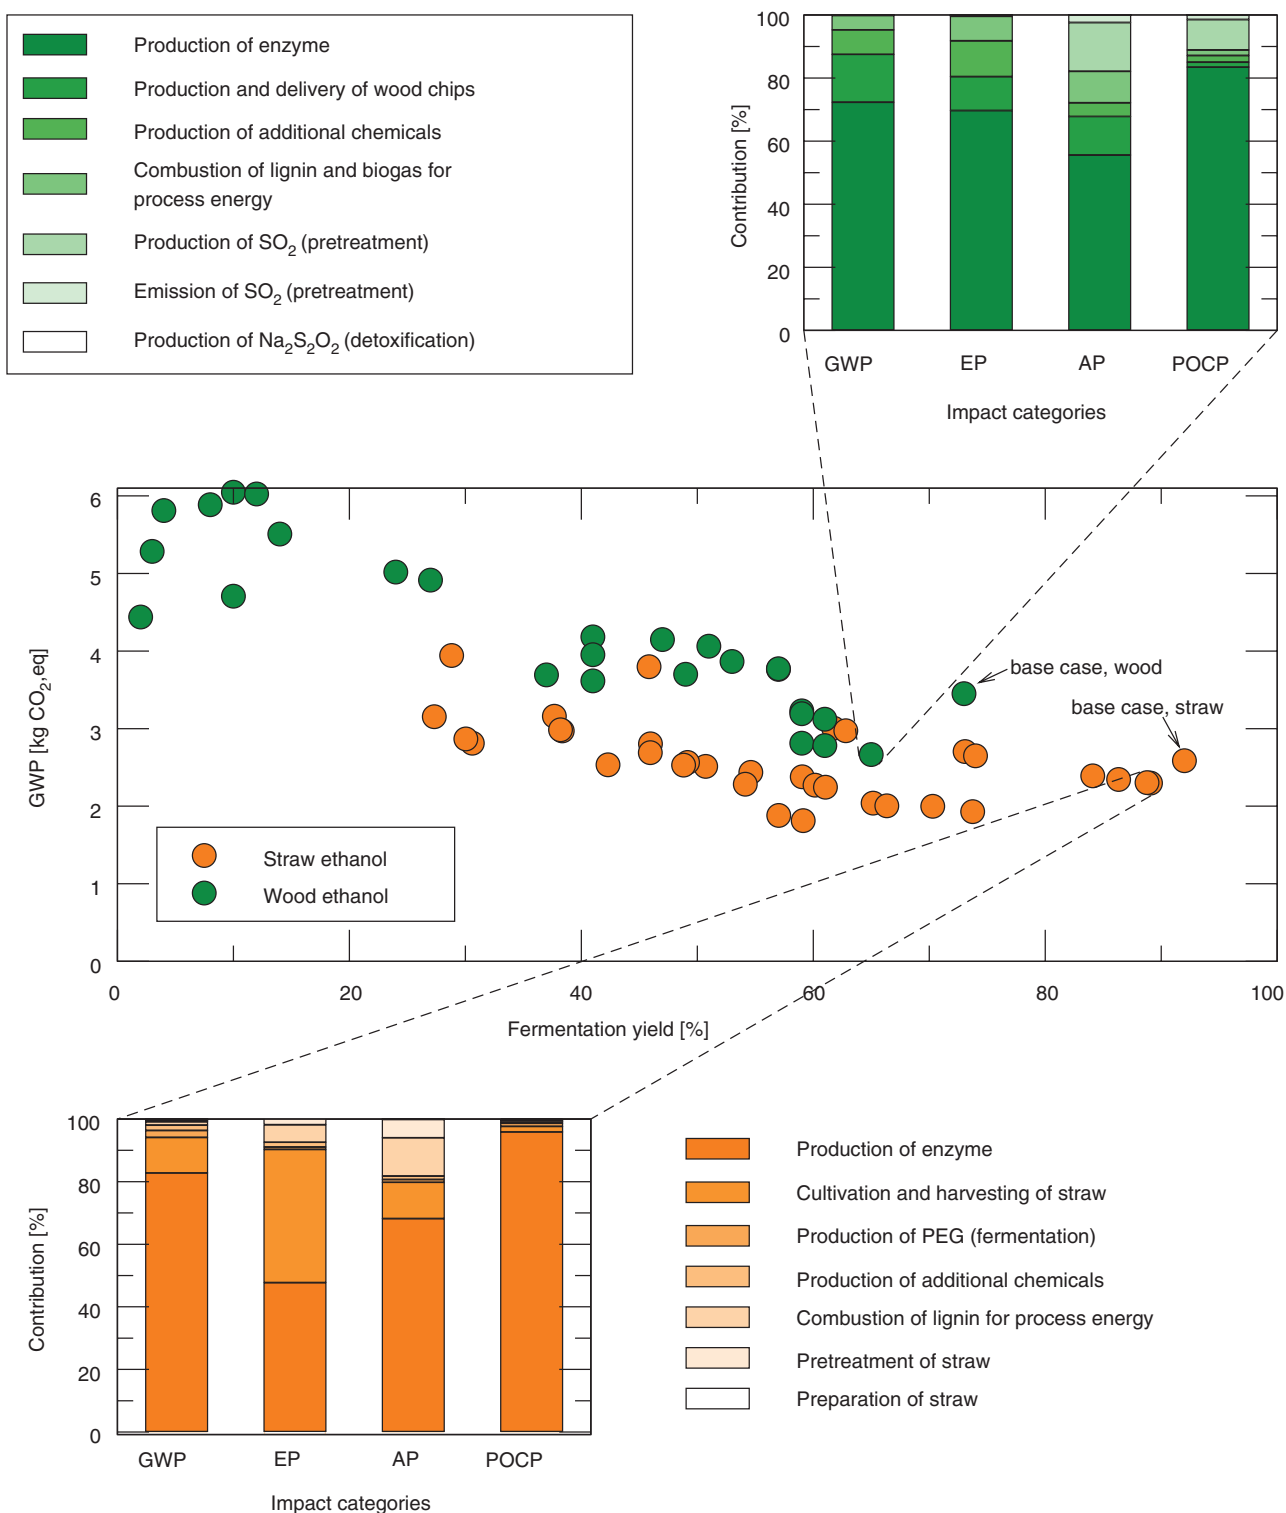 Production of enzyme
Production and delivery of wood chips
Production of additional chemicals
Combustion of lignin and biogas for
process energy
Production of SO2 (pretreatment)
Emission of SO2 (pretreatment)
Production of Na2S2O2 (detoxification)
100
80
60
40
20
0
Contribution [%]
GWP
EP
AP
POCP
Impact categories
6
5
4
3
2
1
0
GWP [kg CO2,eq]
base case, wood
base case, straw
Straw ethanol
Wood ethanol
0
20
40
60
80
100
Fermentation yield [%]
100
80
60
40
20
0
Contribution [%]
GWP
EP
AP
POCP
Impact categories
Production of enzyme
Cultivation and harvesting of straw
Production of PEG (fermentation)
Production of additional chemicals
Combustion of lignin for process energy
Pretreatment of straw
Preparation of straw